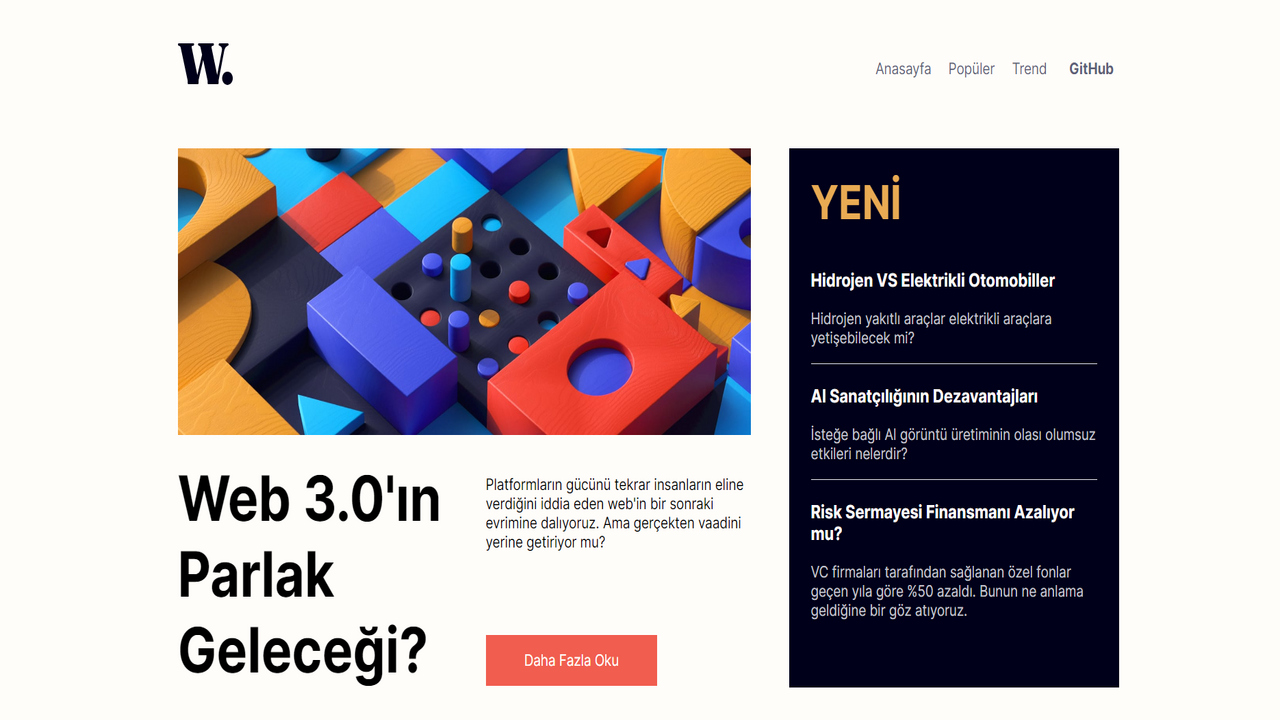 W.
Anasayfa Popüler Trend GitHub
Web 3.0'ın
Parlak
Geleceği?
Platformların gücünü tekrar insanların eline
verdiğini iddia eden web'in bir sonraki
evrimine dalıyoruz. Ama gerçekten vaadini
yerine getiriyor mu?
Daha Fazla Oku
YENİ
Hidrojen VS Elektrikli Otomobiller
Hidrojen yakıtlı araçlar elektrikli araçlara
yetişebilecek mi?
AI Sanatçılığının Dezavantajları
İsteğe bağlı AI görüntü üretiminin olası olumsuz
etkileri nelerdir?
Risk Sermayesi Finansmanı Azalıyor
mu?
VC firmaları tarafından sağlanan özel fonlar
geçen yıla göre %50 azaldı. Bunun ne anlama
geldiğine bir göz atıyoruz.